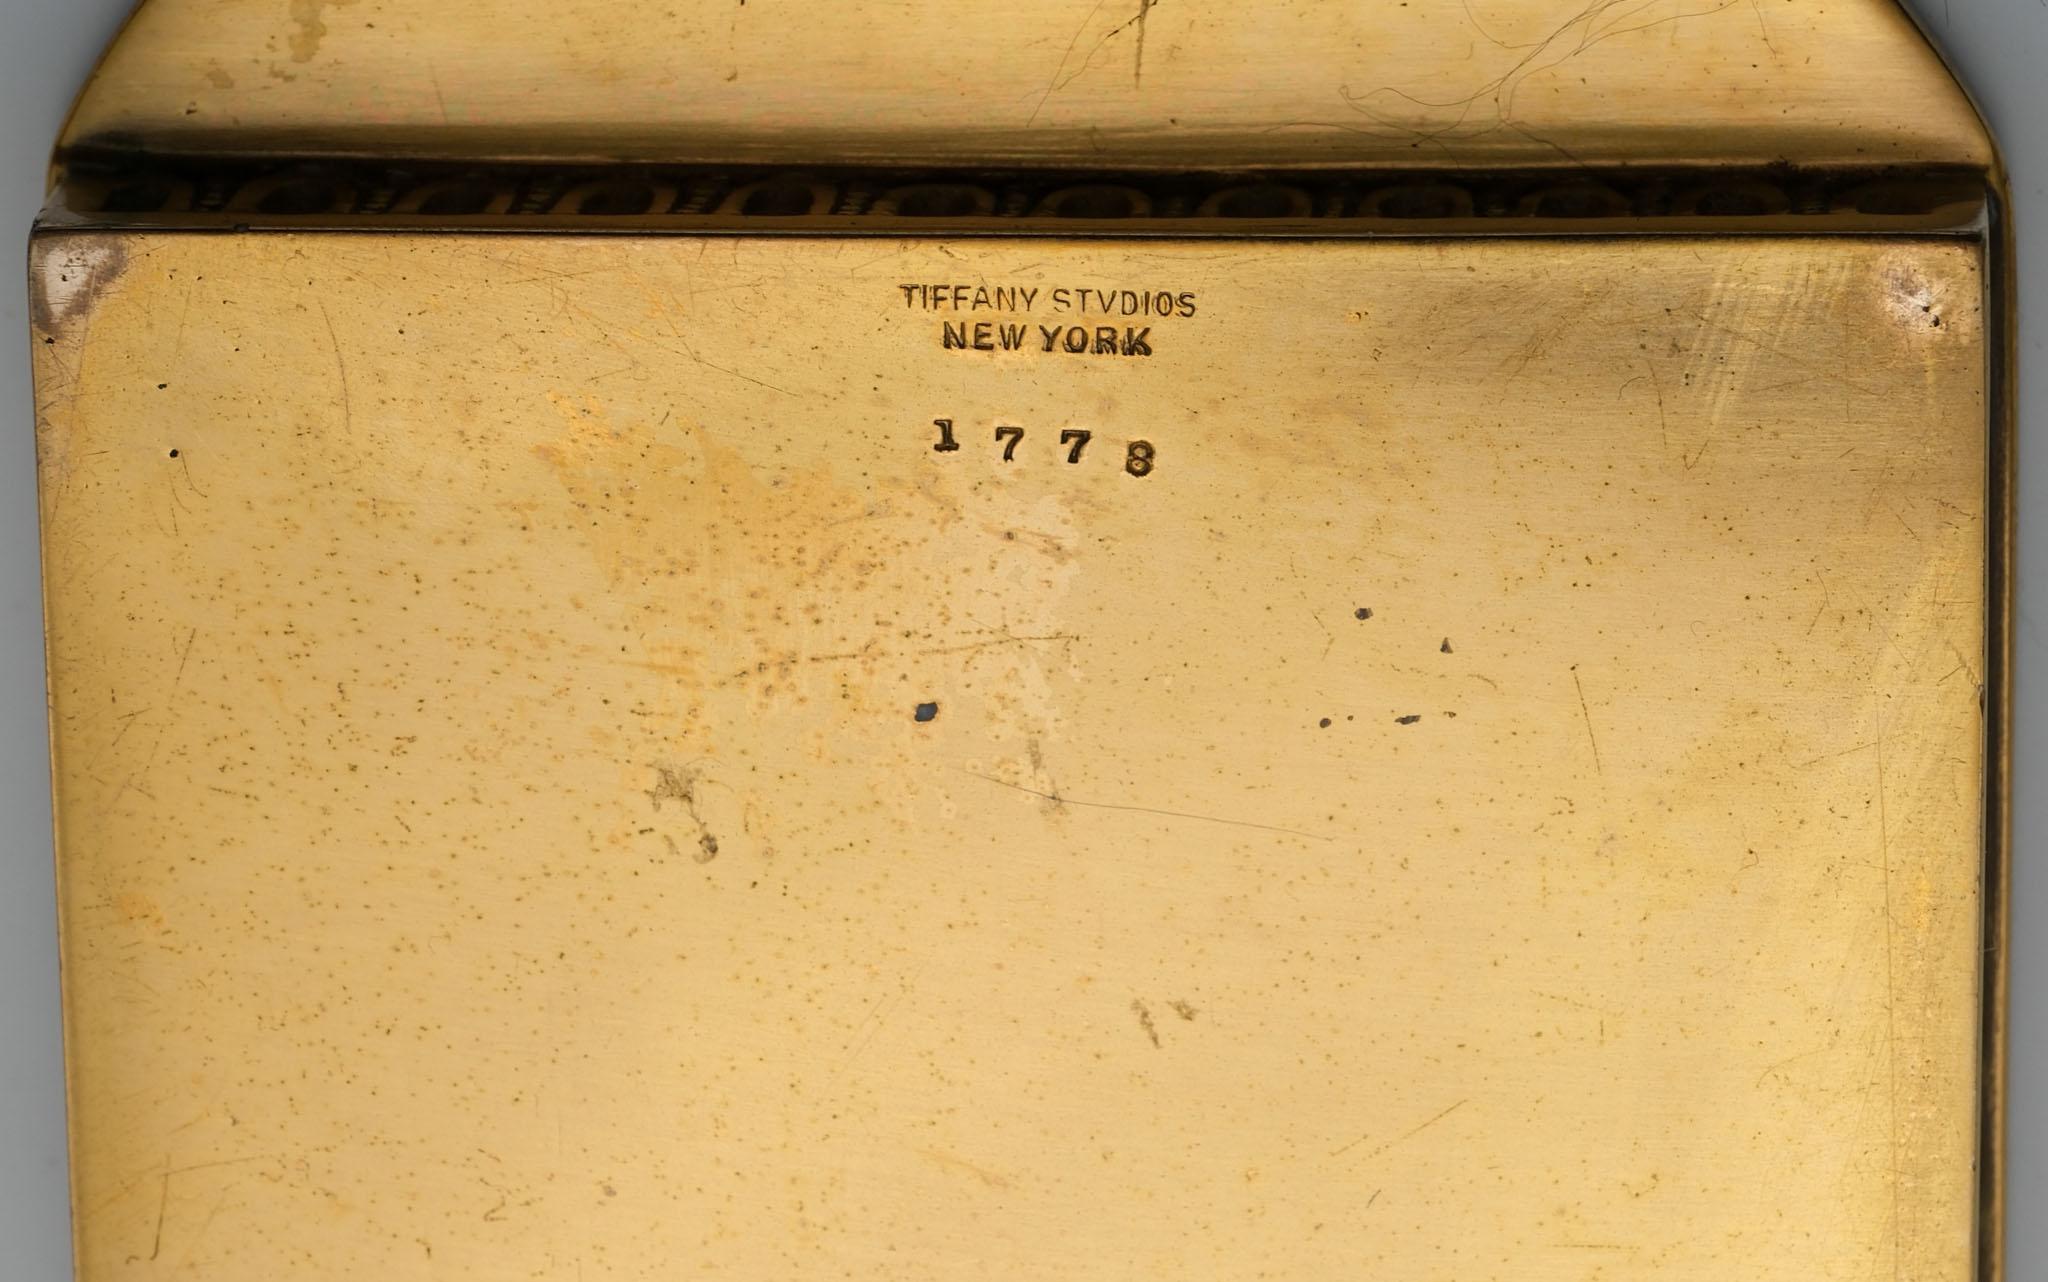 TIFFANY STVDIOS
NEW YORK
1778